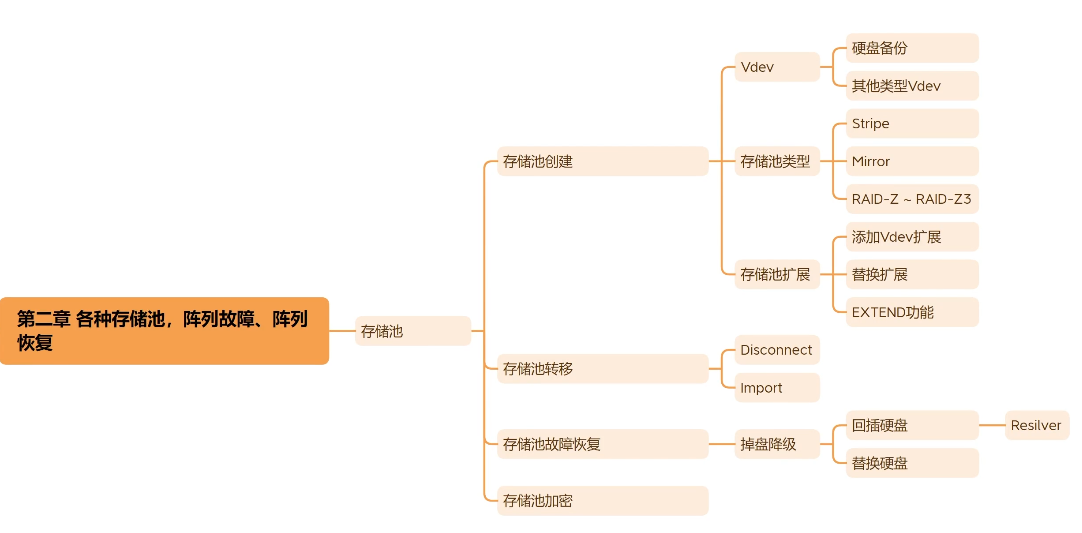 第二章 各种存储池，阵列故障、阵列
恢复
存储池
存储池创建
Vdev
硬盘备份
其他类型Vdev
存储池类型
Stripe
Mirror
RAID-Z ~ RAID-Z3
存储池扩展
添加Vdev扩展
替换扩展
EXTEND功能
存储池转移
Disconnect
Import
存储池故障恢复
掉盘降级
回插硬盘
Resilver
替换硬盘
存储池加密